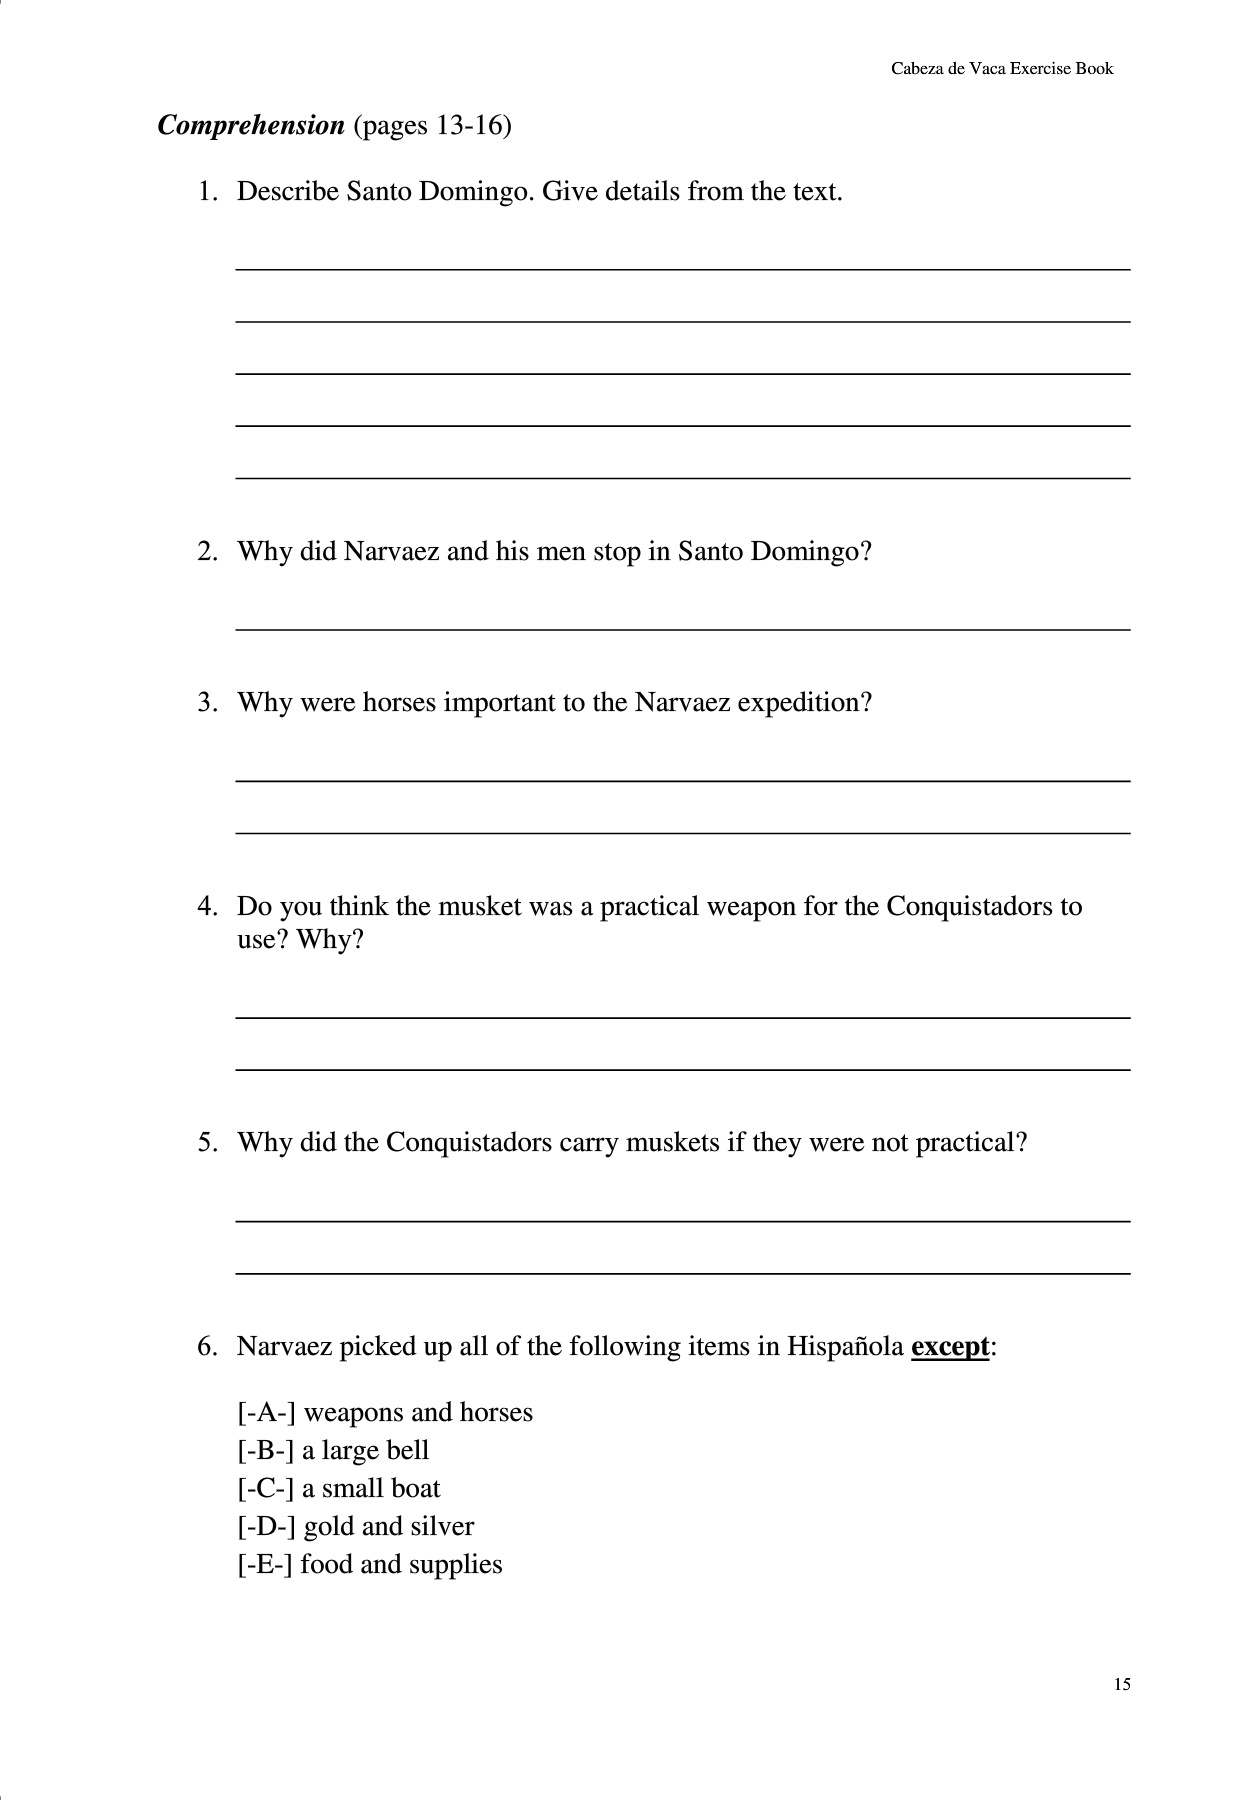 Cabeza de Vaca Exercise Book
Comprehension (pages 13-16)
1. Describe Santo Domingo. Give details from the text.
2. Why did Narvaez and his men stop in Santo Domingo?
3. Why were horses important to the Narvaez expedition?
4. Do you think the musket was a practical weapon for the Conquistadors to
use? Why?
5. Why did the Conquistadors carry muskets if they were not practical?
6. Narvaez picked up all of the following items in Hispañola except:
[-A-] weapons and horses
[-B-] a large bell
[-C-] a small boat
[-D-] gold and silver
[-E-] food and supplies
15